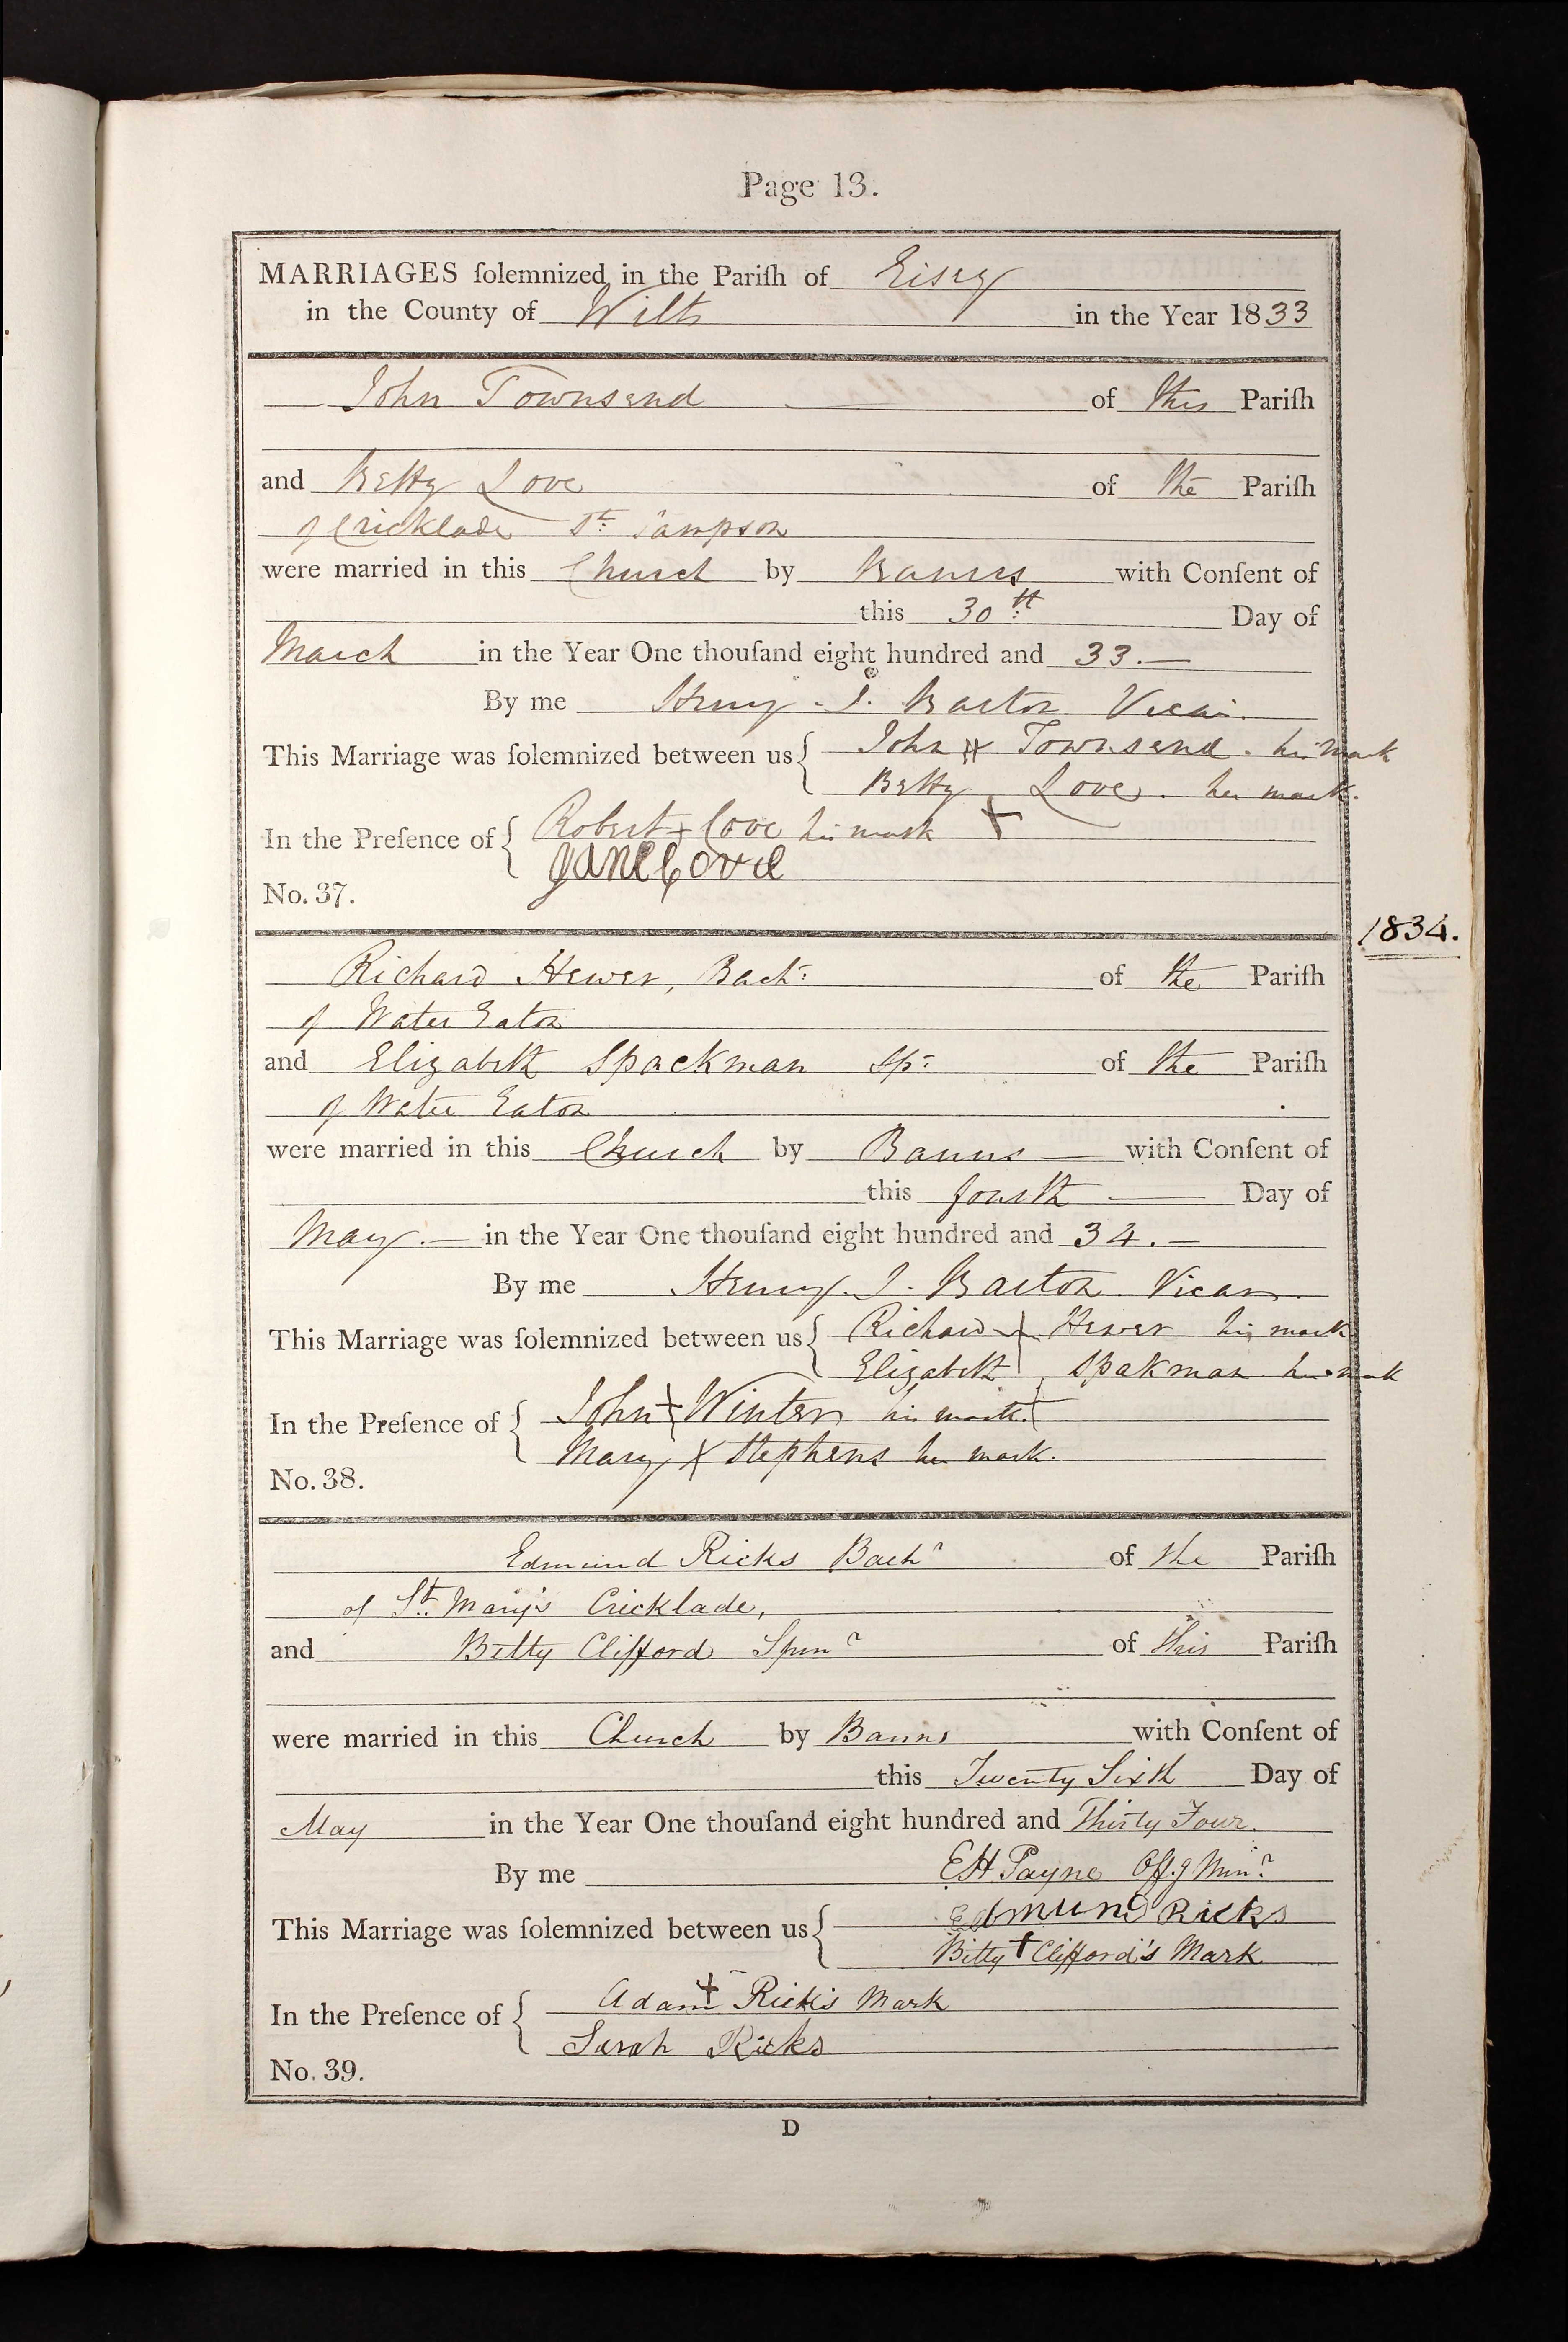 Page 13.
MARRIAGES ſolemnized in the Pariſh of Eisey
in the County of Wilts in the Year 1833
John Townsend of this Pariſh
and Betty Love of the Pariſh
of Cricklade St. Sampson
were married in this Church by Banns with Conſent of
this 30th Day of
March in the Year One thouſand eight hundred and 33.—
By me Henry. J. Barton Vicar.
This Marriage was ſolemnized between us { John Townsend. his mark
Betty Love. her mark.
In the Preſence of { Robert + Cove his mark +
Jane Cove
No. 37.
1834.
Richard Hewer, Bach: of the Pariſh
of Water Eaton
and Elizabeth Spackman Sp: of the Pariſh
of Water Eaton
were married in this Church by Banns — with Conſent of
this fourth — Day of
May.— in the Year One thouſand eight hundred and 34.—
By me Henry. J. Barton Vicar.
This Marriage was ſolemnized between us { Richard + Hewer his mark
Elizabeth Spakman her mark
In the Preſence of { John + Winter his mark.
Mary X Stephens her mark.
No. 38.
Edmund Ricks Bachr of the Pariſh
of St. Mary's Cricklade,
and Betty Clifford Spinr of this Pariſh
were married in this Church by Banns with Conſent of
this Twenty Sixth Day of
May in the Year One thouſand eight hundred and Thirty Four.
By me EH Payne Off.g Minr.
This Marriage was ſolemnized between us { Edmund Ricks
Betty + Clifford's Mark
In the Preſence of { Adam + Rick's Mark
Sarah Ricks
No. 39.
D